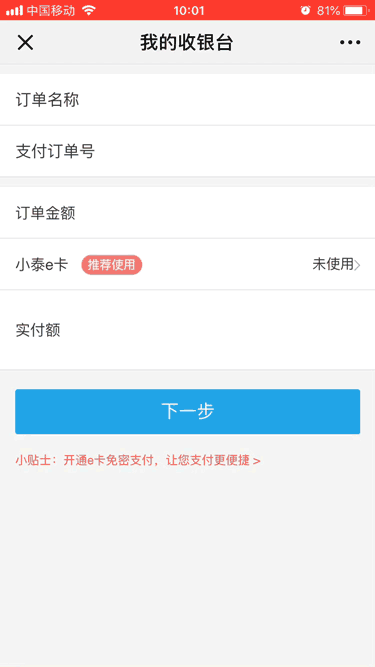 中国移动 10:01 81%
我的收银台
订单名称
支付订单号
订单金额
小泰e卡 推荐使用 未使用
实付额
下一步
小贴士：开通e卡免密支付，让您支付更便捷 >